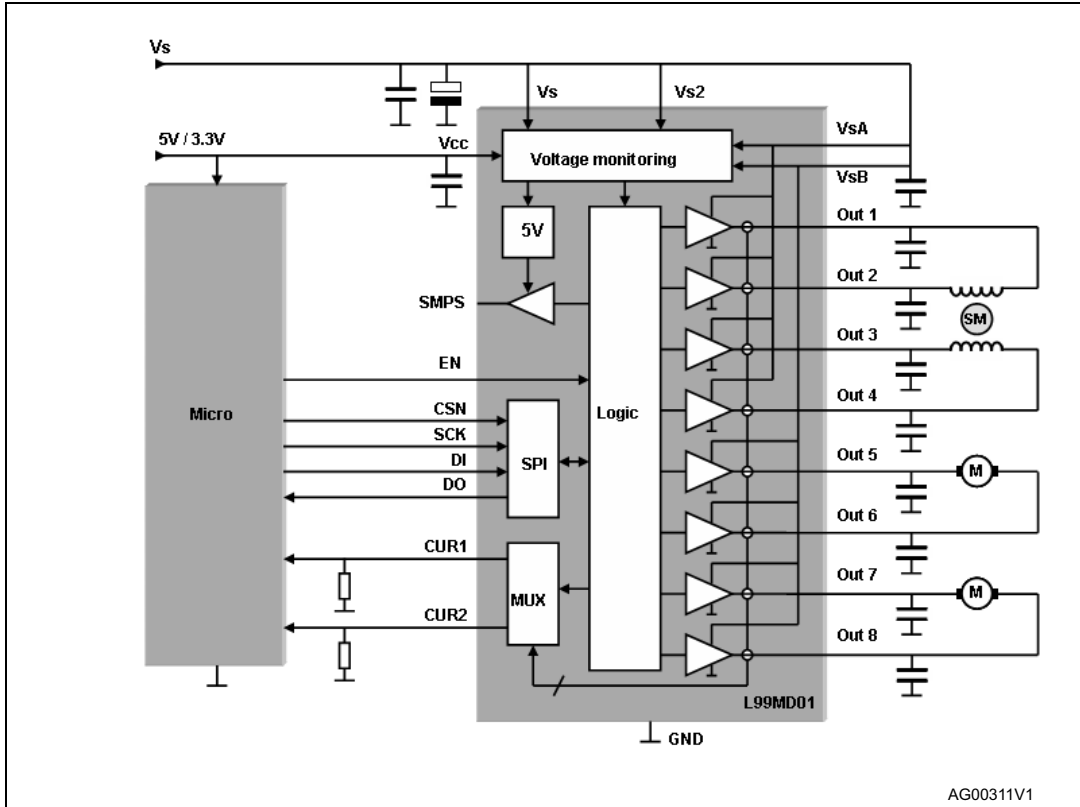 Vs
Vs
Vs2
5V / 3.3V
Vcc
VsA
Voltage monitoring
VsB
Out 1
5V
Out 2
SMPS
SM
Out 3
EN
Out 4
Micro
Logic
CSN
SCK
Out 5
M
SPI
DI
DO
Out 6
CUR1
Out 7
M
MUX
CUR2
Out 8
L99MD01
GND
AG00311V1